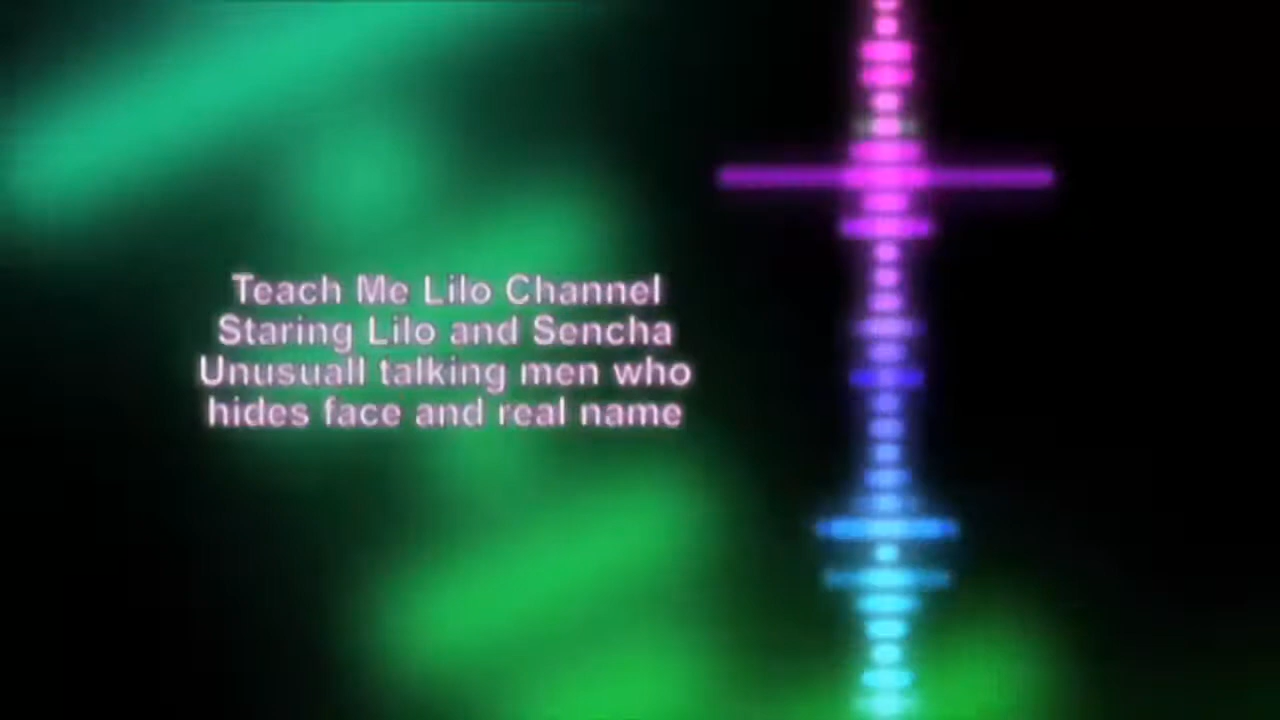 Teach Me Lilo Channel
Staring Lilo and Sencha
Unusuall talking men who
hides face and real name